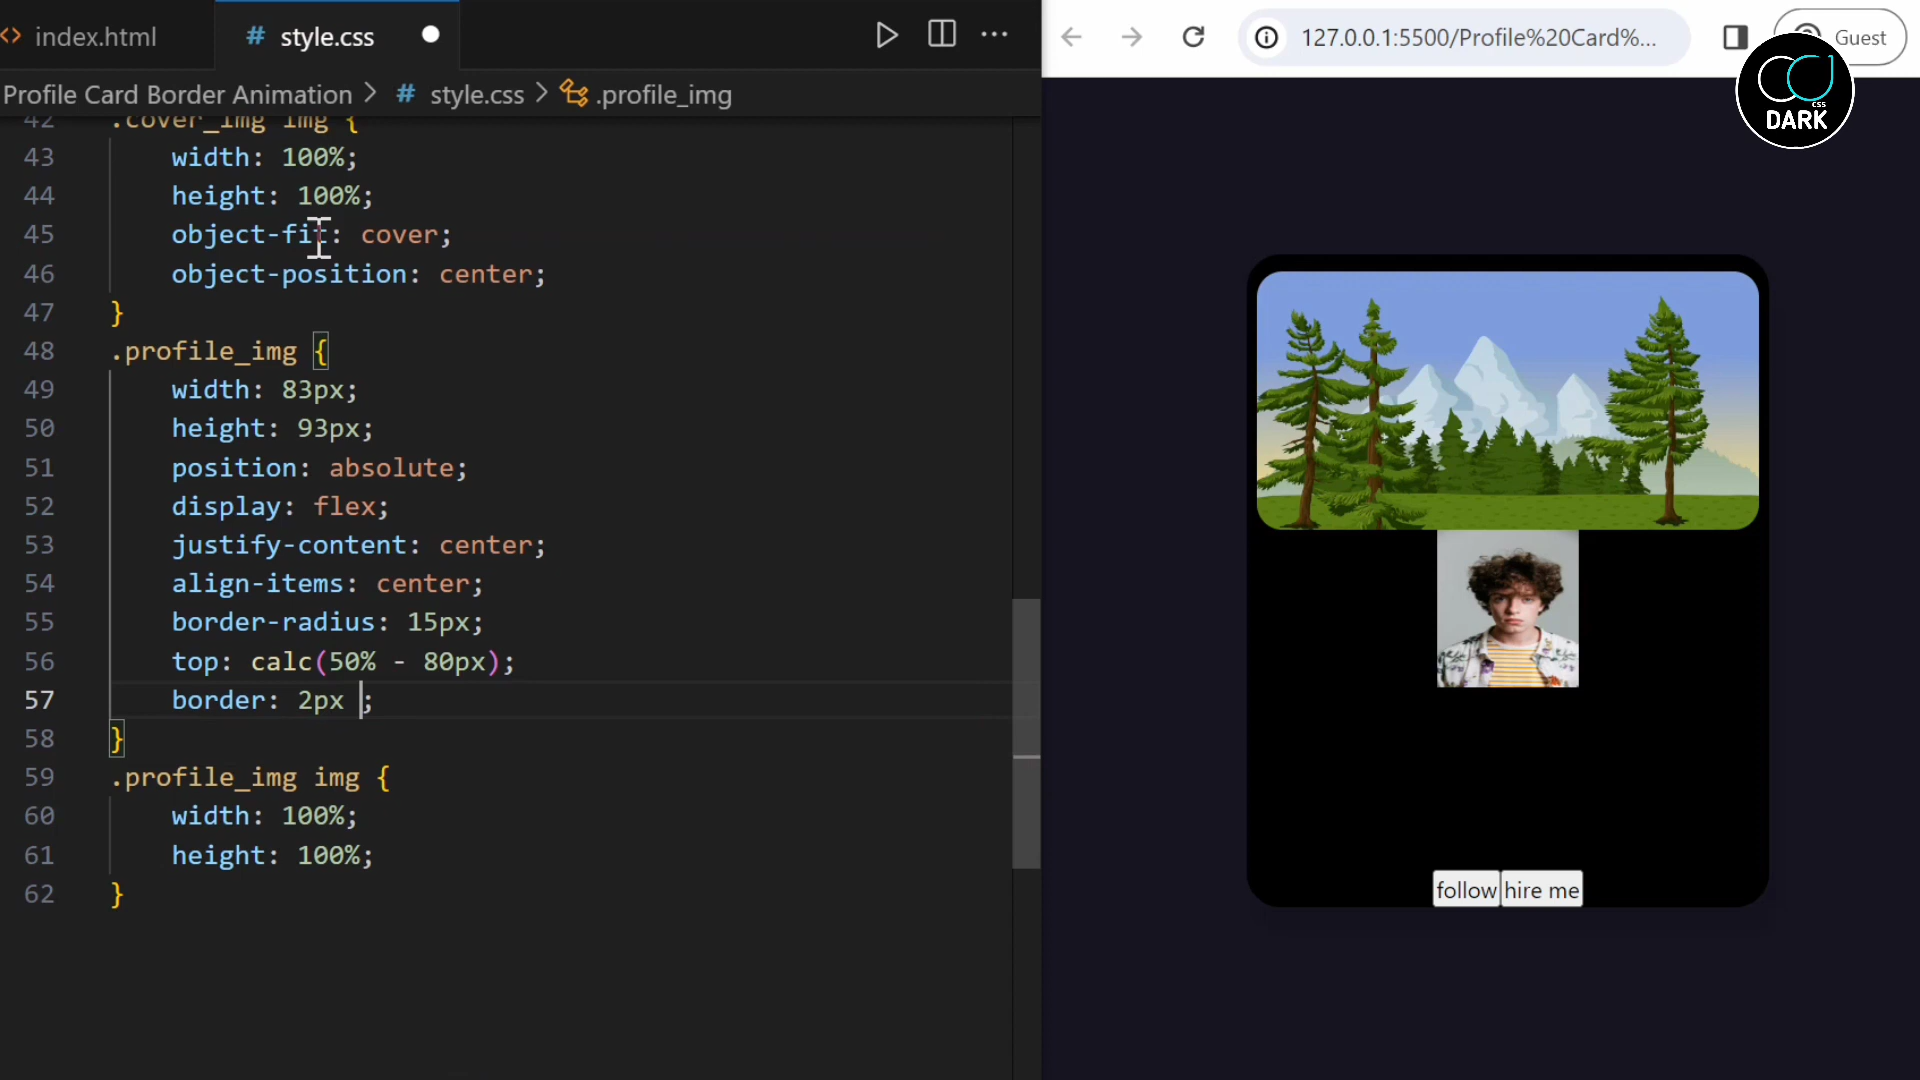 <> index.html
# style.css
127.0.0.1:5500/Profile%20Card%...
Guest
CSS
DARK
Profile Card Border Animation > # style.css > .profile_img
42 .cover_img img {
43 width: 100%;
44 height: 100%;
45 object-fit: cover;
46 object-position: center;
47 }
48 .profile_img {
49 width: 83px;
50 height: 93px;
51 position: absolute;
52 display: flex;
53 justify-content: center;
54 align-items: center;
55 border-radius: 15px;
56 top: calc(50% - 80px);
57 border: 2px ;
58 }
59 .profile_img img {
60 width: 100%;
61 height: 100%;
62 }
follow
hire me